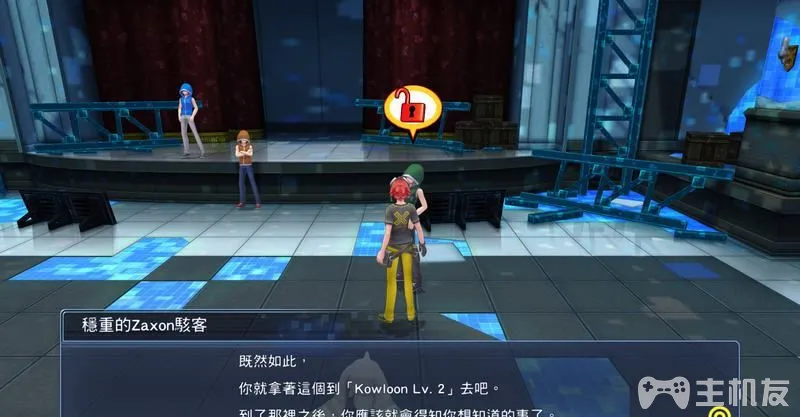 穩重的Zaxon駭客
既然如此，
你就拿著這個到「Kowloon Lv. 2」去吧。
到了那裡之後，你應該就會得知你想知道的事了。
主机友